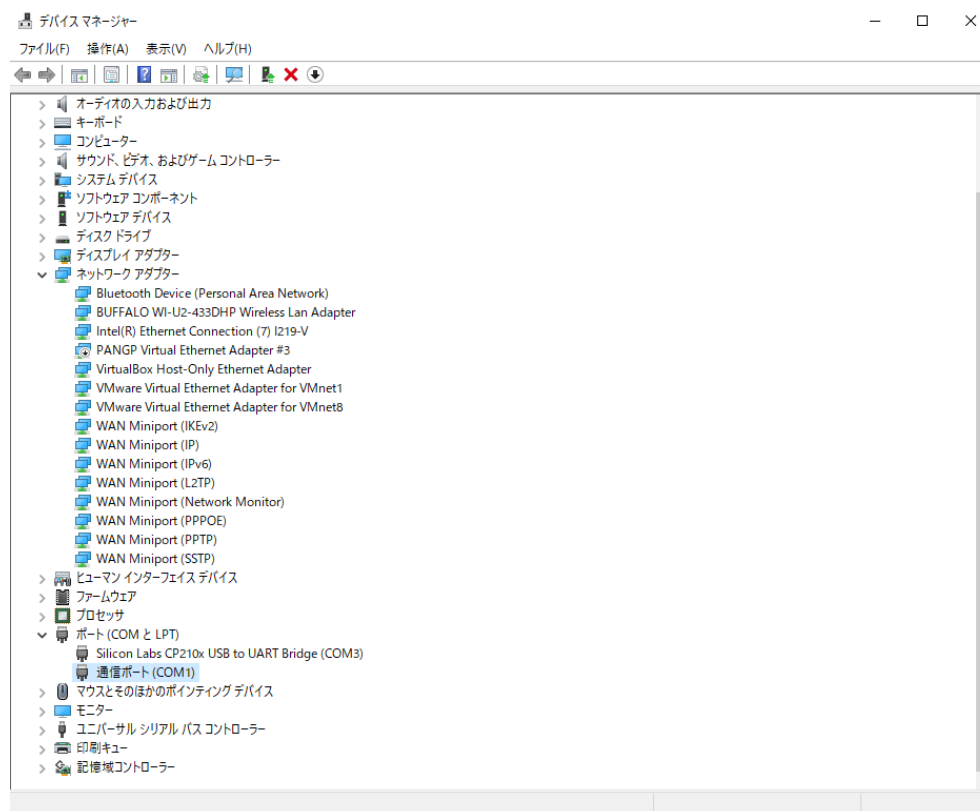 デバイス マネージャー
ファイル(F) 操作(A) 表示(V) ヘルプ(H)
オーディオの入力および出力
キーボード
コンピューター
サウンド、ビデオ、およびゲーム コントローラー
システム デバイス
ソフトウェア コンポーネント
ソフトウェア デバイス
ディスク ドライブ
ディスプレイ アダプター
ネットワーク アダプター
Bluetooth Device (Personal Area Network)
BUFFALO WI-U2-433DHP Wireless Lan Adapter
Intel(R) Ethernet Connection (7) I219-V
PANGP Virtual Ethernet Adapter #3
VirtualBox Host-Only Ethernet Adapter
VMware Virtual Ethernet Adapter for VMnet1
VMware Virtual Ethernet Adapter for VMnet8
WAN Miniport (IKEv2)
WAN Miniport (IP)
WAN Miniport (IPv6)
WAN Miniport (L2TP)
WAN Miniport (Network Monitor)
WAN Miniport (PPPOE)
WAN Miniport (PPTP)
WAN Miniport (SSTP)
ヒューマン インターフェイス デバイス
ファームウェア
プロセッサ
ポート (COM と LPT)
Silicon Labs CP210x USB to UART Bridge (COM3)
通信ポート (COM1)
マウスとそのほかのポインティング デバイス
モニター
ユニバーサル シリアル バス コントローラー
印刷キュー
記憶域コントローラー